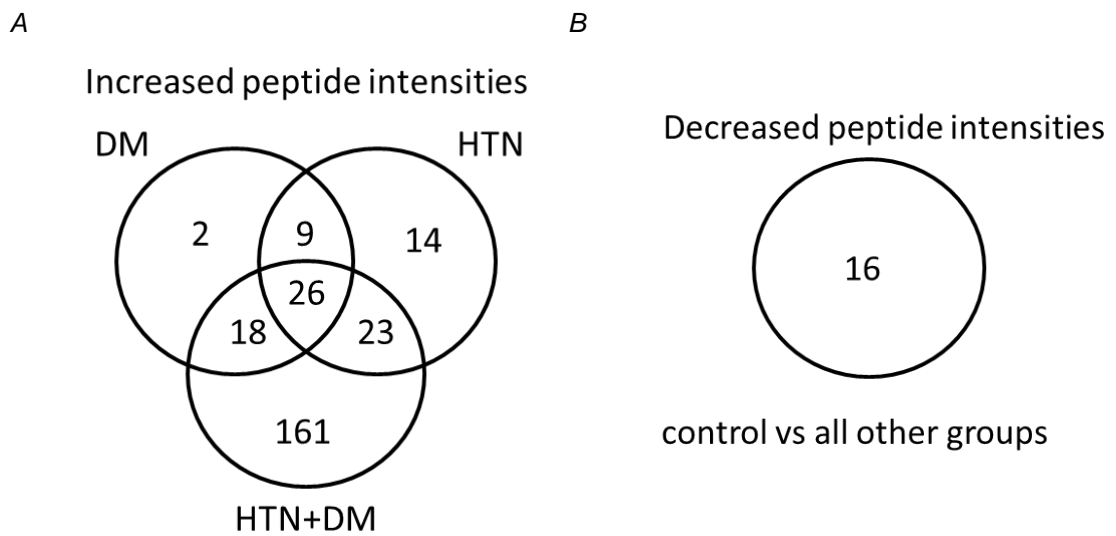 A
B
Increased peptide intensities
DM
HTN
Decreased peptide intensities
2
9
14
26
16
18
23
161
control vs all other groups
HTN+DM